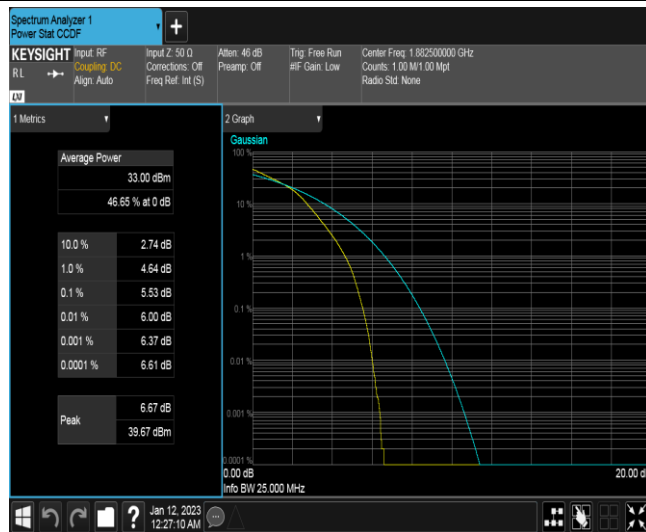 Spectrum Analyzer 1
Power Stat CCDF
KEYSIGHT
RL
LXI
Input: RF
Coupling: DC
Align: Auto
Input Z: 50 Ω
Corrections: Off
Freq Ref: Int (S)
Atten: 46 dB
Preamp: Off
Trig: Free Run
#IF Gain: Low
Center Freq: 1.882500000 GHz
Counts: 1.00 M/1.00 Mpt
Radio Std: None
1 Metrics
Average Power
33.00 dBm
46.65 % at 0 dB
10.0 % 2.74 dB
1.0 % 4.64 dB
0.1 % 5.53 dB
0.01 % 6.00 dB
0.001 % 6.37 dB
0.0001 % 6.61 dB
Peak
6.67 dB
39.67 dBm
2 Graph
Gaussian
100 %
10 %
1 %
0.1 %
0.01 %
0.001 %
0.0001 %
0.00 dB
20.00 d
Info BW 25.000 MHz
?
Jan 12, 2023
12:27:10 AM